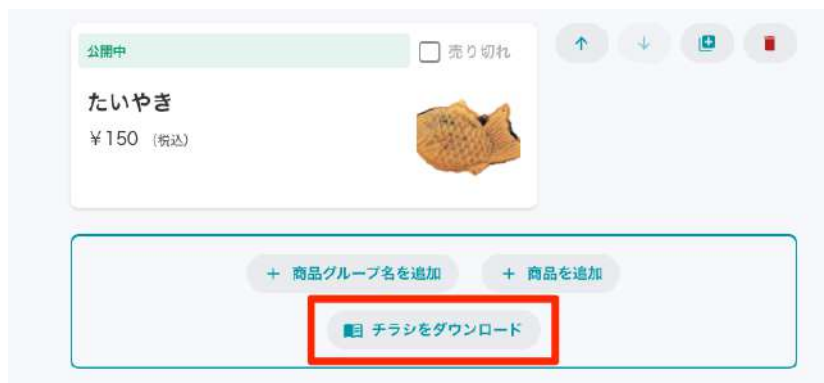 公開中
売り切れ
たいやき
¥150 (税込)
+ 商品グループ名を追加
+ 商品を追加
チラシをダウンロード